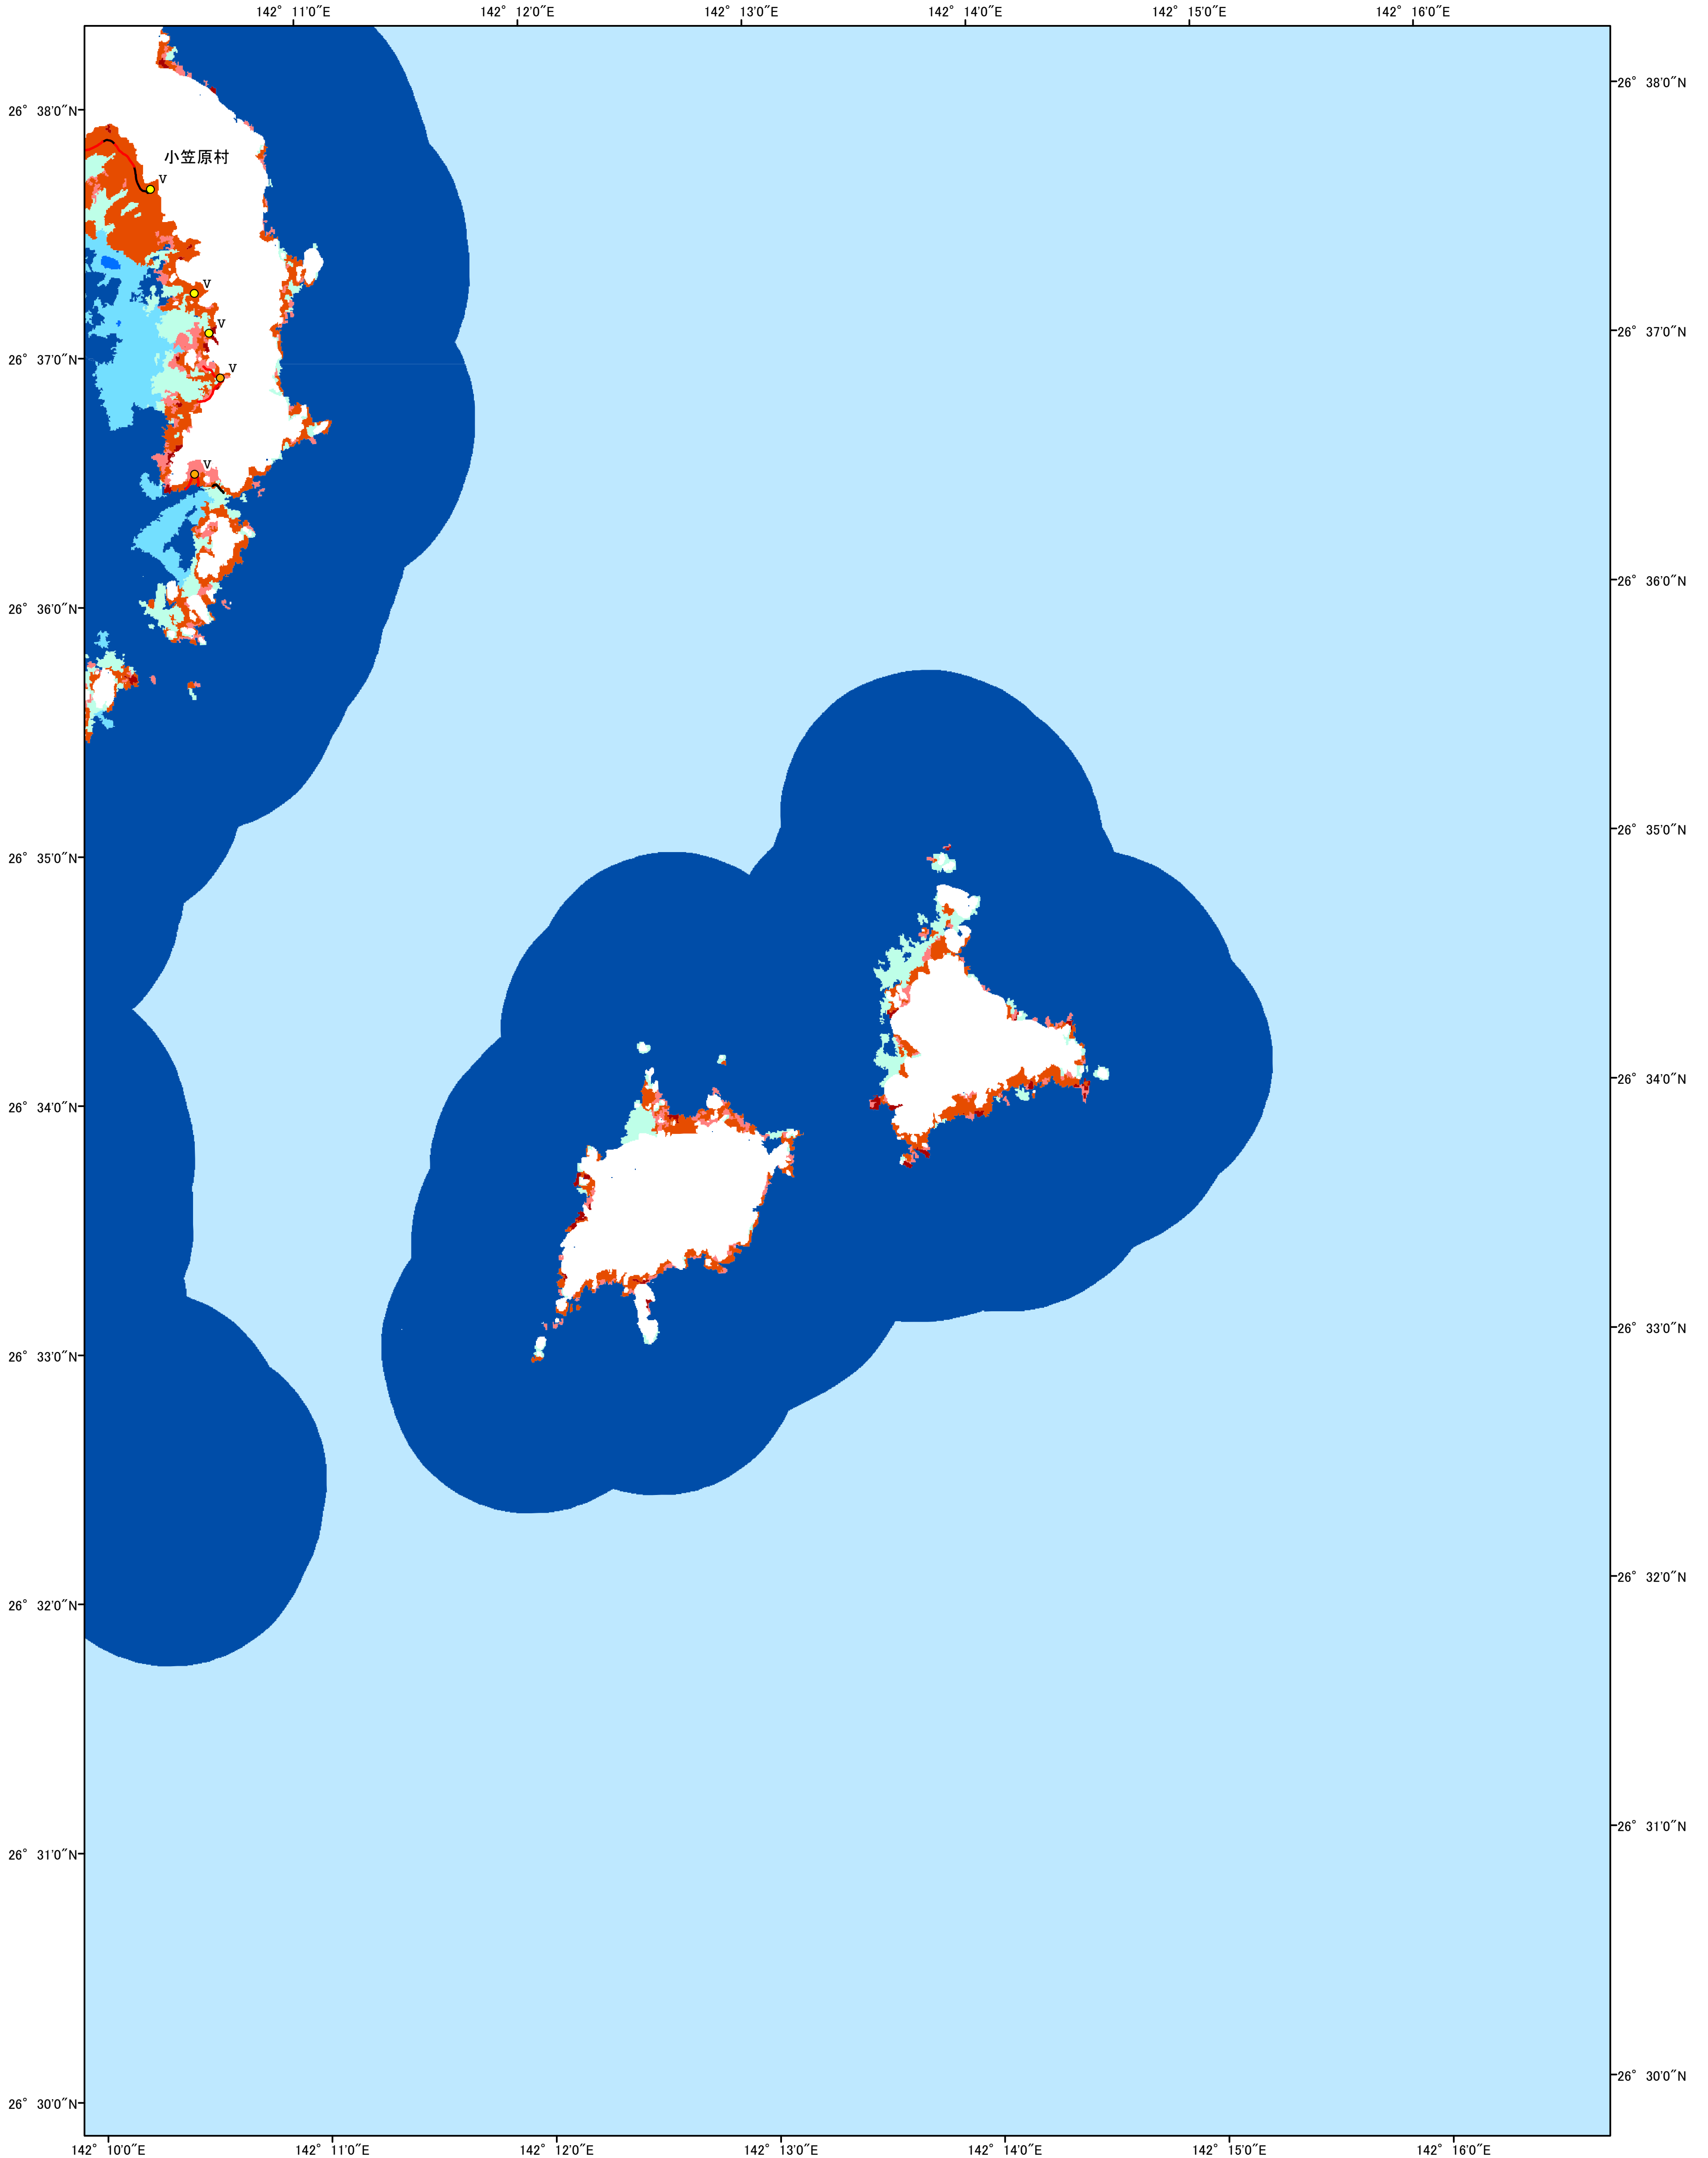 142° 11'0"E
142° 12'0"E
142° 13'0"E
142° 14'0"E
142° 15'0"E
142° 16'0"E
26° 38'0"N
26° 38'0"N
小笠原村
V
V
V
26° 37'0"N
26° 37'0"N
V
V
26° 36'0"N
26° 36'0"N
26° 35'0"N
26° 35'0"N
26° 34'0"N
26° 34'0"N
26° 33'0"N
26° 33'0"N
26° 32'0"N
26° 32'0"N
26° 31'0"N
26° 31'0"N
26° 30'0"N
26° 30'0"N
142° 10'0"E
142° 11'0"E
142° 12'0"E
142° 13'0"E
142° 14'0"E
142° 15'0"E
142° 16'0"E